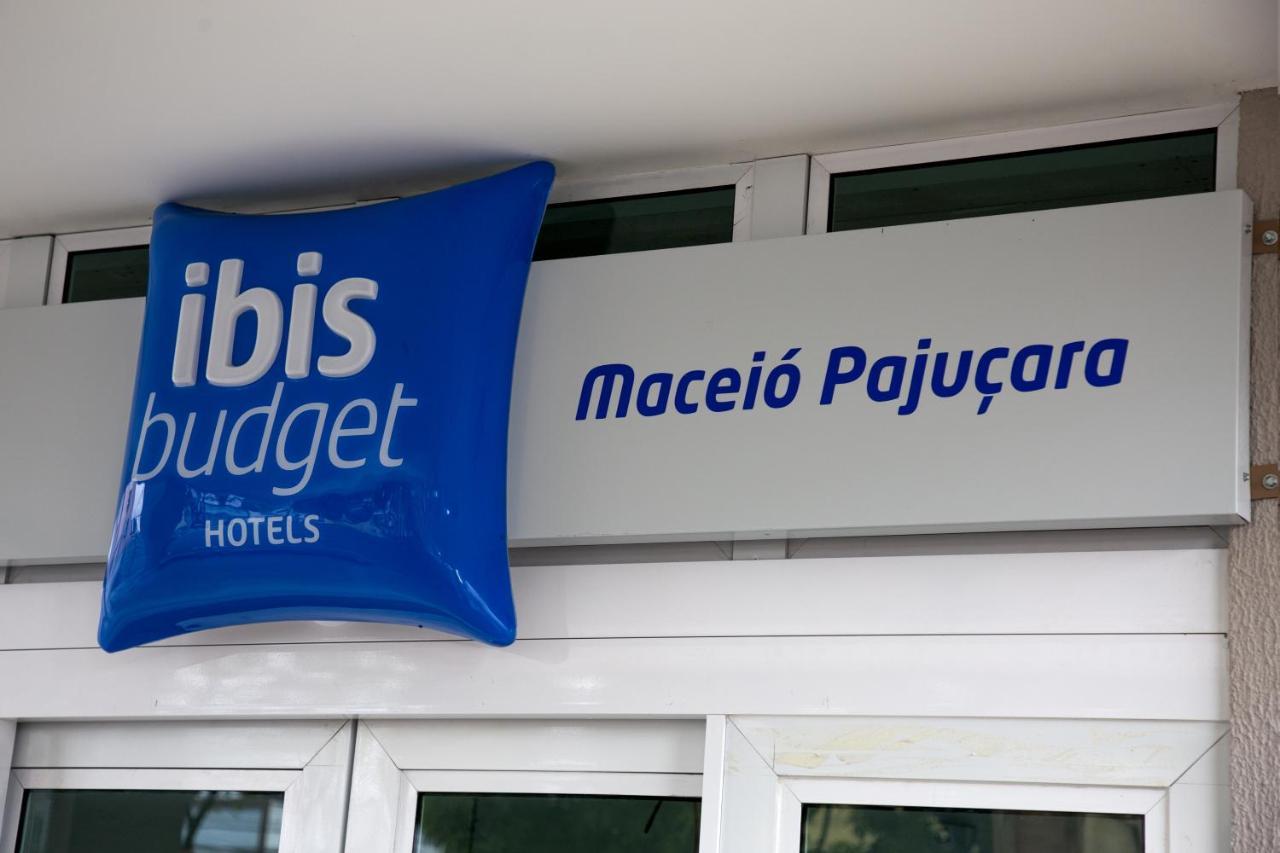 ibis
budget
HOTELS
Maceió Pajuçara